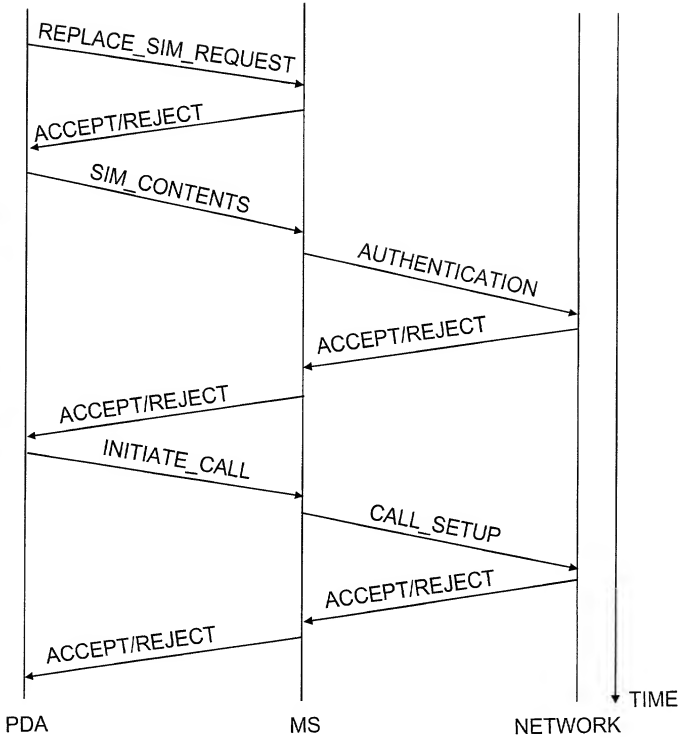 REPLACE_SIM_REQUEST
ACCEPT/REJECT
SIM_CONTENTS
AUTHENTICATION
ACCEPT/REJECT
ACCEPT/REJECT
INITIATE_CALL
CALL_SETUP
ACCEPT/REJECT
ACCEPT/REJECT
TIME
PDA
MS
NETWORK